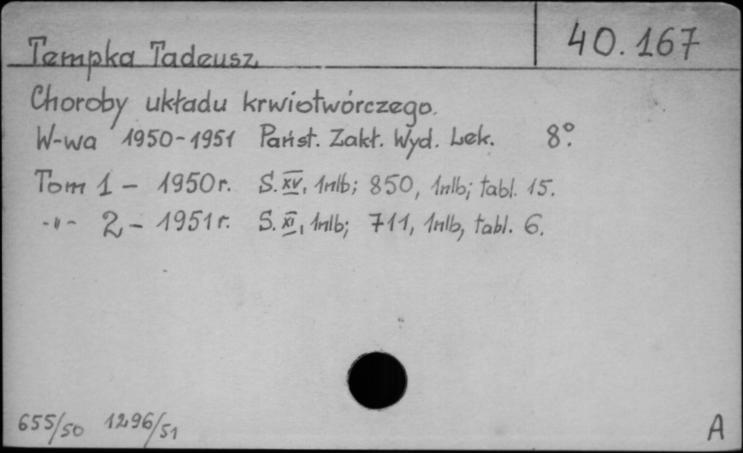 Tempka Tadeusz
40.167
Choroby układu krwiotwórczego.
W-wa 1950-1951 Państ. Zakł. Wyd. Lek. 8°.
Tom 1 - 1950r. S. XV, 1nlb; 850, 1nlb; tabl. 15.
-"- 2 - 1951r. S. XI, 1nlb; 711, 1nlb, tabl. 6.
655/50 1296/51
A